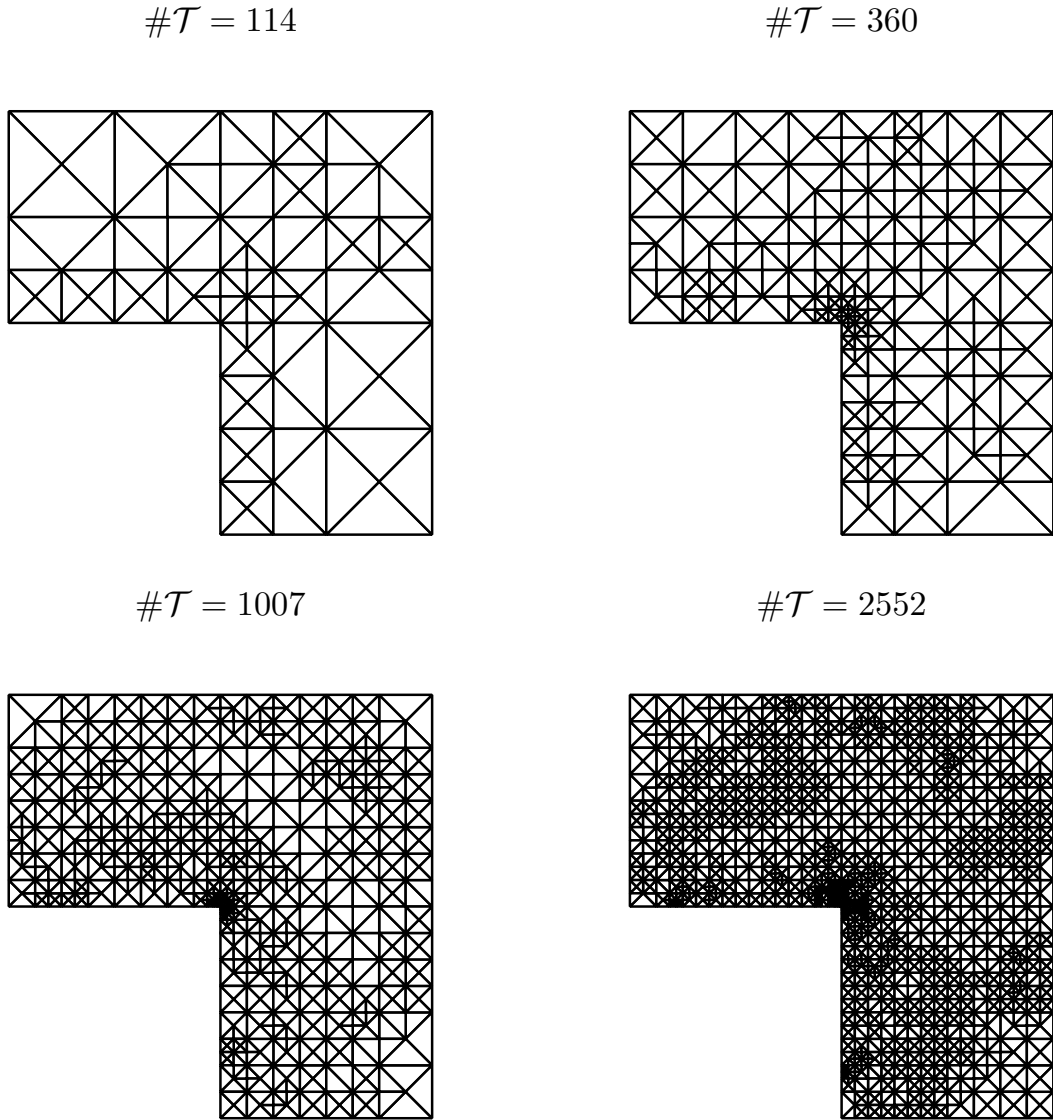 #𝒯 = 114
#𝒯 = 360
#𝒯 = 1007
#𝒯 = 2552